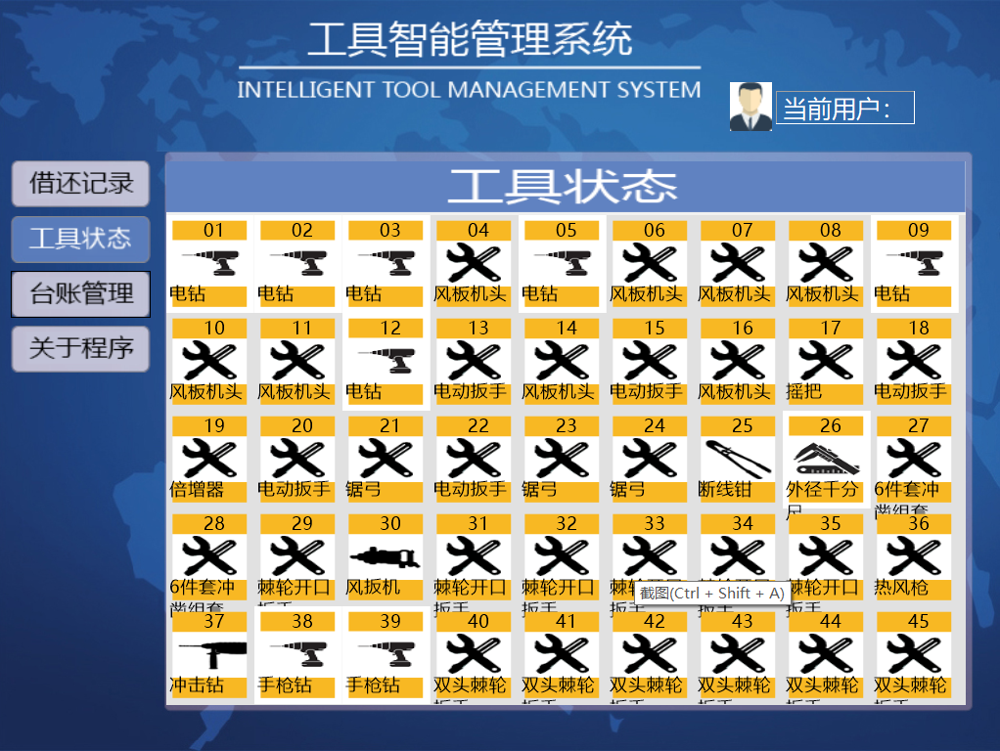 工具智能管理系统
INTELLIGENT TOOL MANAGEMENT SYSTEM
当前用户：
借还记录
工具状态
台账管理
关于程序
工具状态
01 02 03 04 05 06 07 08 09
电钻 电钻 电钻 风板机头 电钻 风板机头 风板机头 风板机头 电钻
10 11 12 13 14 15 16 17 18
风板机头 风板机头 电钻 电动扳手 风板机头 电动扳手 风板机头 摇把 电动扳手
19 20 21 22 23 24 25 26 27
倍增器 电动扳手 锯弓 电动扳手 锯弓 锯弓 断线钳 外径千分 6件套冲
尺 凿组套
28 29 30 31 32 33 34 35 36
6件套冲 棘轮开口 风扳机 棘轮开口 棘轮开口 棘轮开口 棘轮开口 热风枪
凿组套 扳手 扳手 扳手 扳手 扳手 扳手
截图(Ctrl + Shift + A)
37 38 39 40 41 42 43 44 45
冲击钻 手枪钻 手枪钻 双头棘轮 双头棘轮 双头棘轮 双头棘轮 双头棘轮 双头棘轮
扳手 扳手 扳手 扳手 扳手 扳手